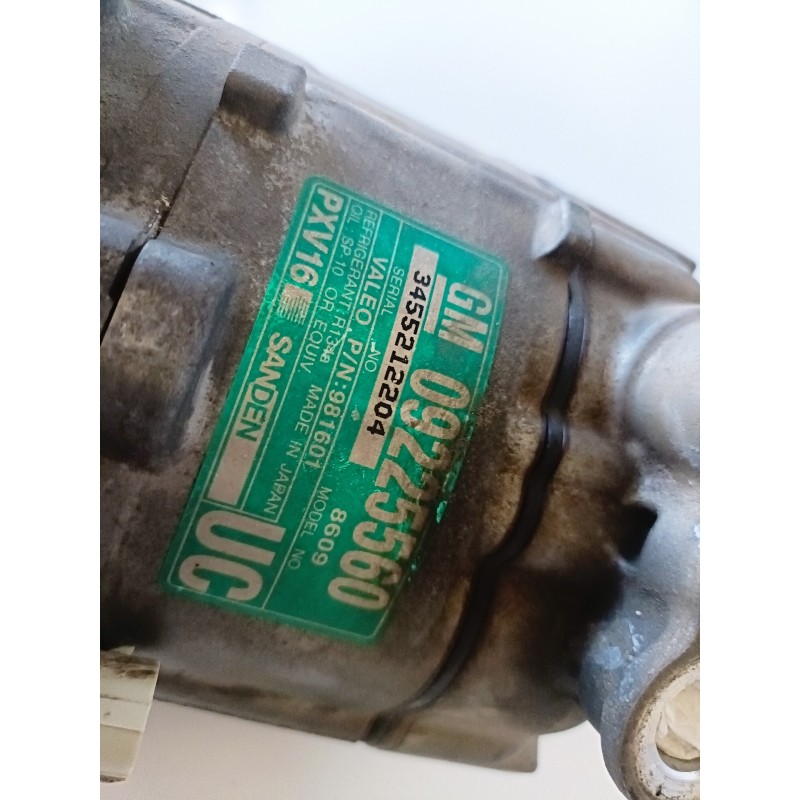 GM 09225560
SERIAL NO. 3455212204
VALEO P/N:981601 8609
REFRIGERANT:R134a MODEL NO
OIL: SP 10 OR EQUIV. MADE IN JAPAN
PXV16 SANDEN UC